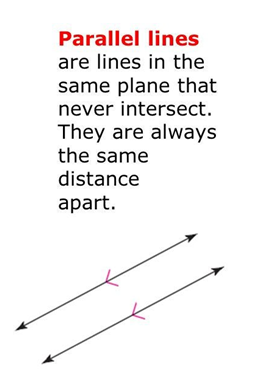 Parallel lines
are lines in the
same plane that
never intersect.
They are always
the same
distance
apart.